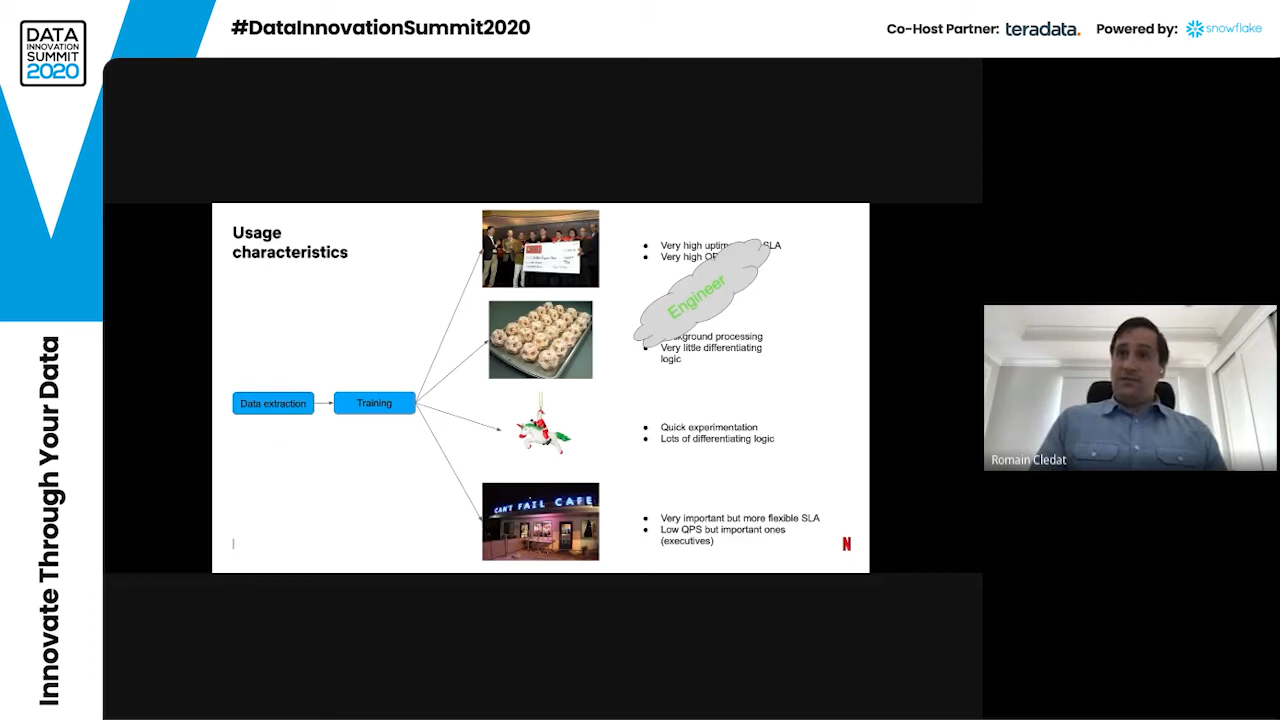 DATA
INNOVATION
SUMMIT
2020
#DataInnovationSummit2020
Co-Host Partner: teradata.
Powered by: snowflake
Innovate Through Your Data
Usage
characteristics
Data extraction
Training
CAN'T FAIL CAFE
Very high SLA
Very high
Engineer
processing
Very little differentiating
logic
Quick experimentation
Lots of differentiating logic
Very important but more flexible SLA
Low QPS but important ones
(executives)
N
Romain Cledat